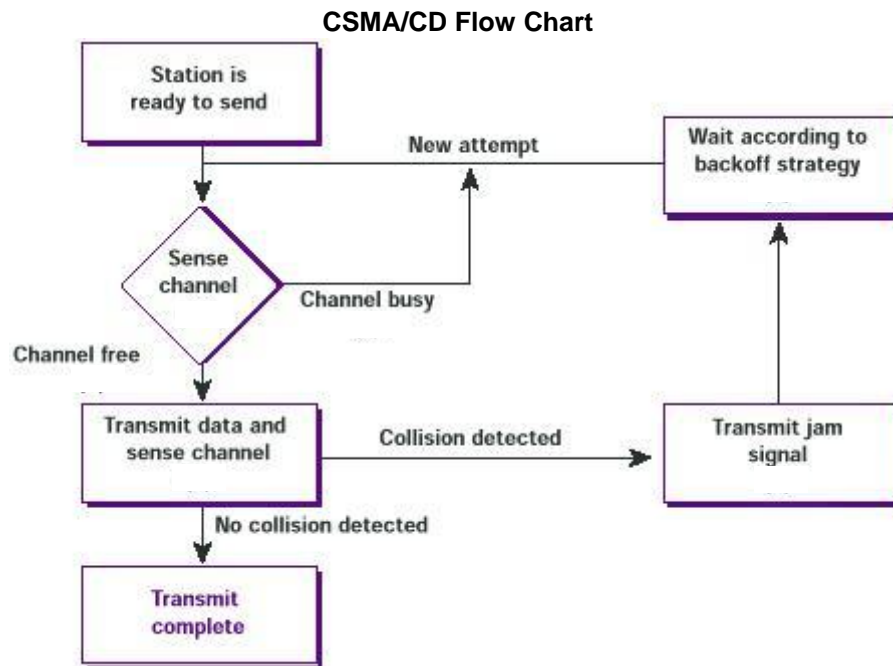 CSMA/CD Flow Chart
Station is
ready to send
New attempt
Wait according to
backoff strategy
Sense
channel
Channel busy
Channel free
Transmit data and
sense channel
Collision detected
Transmit jam
signal
No collision detected
Transmit
complete